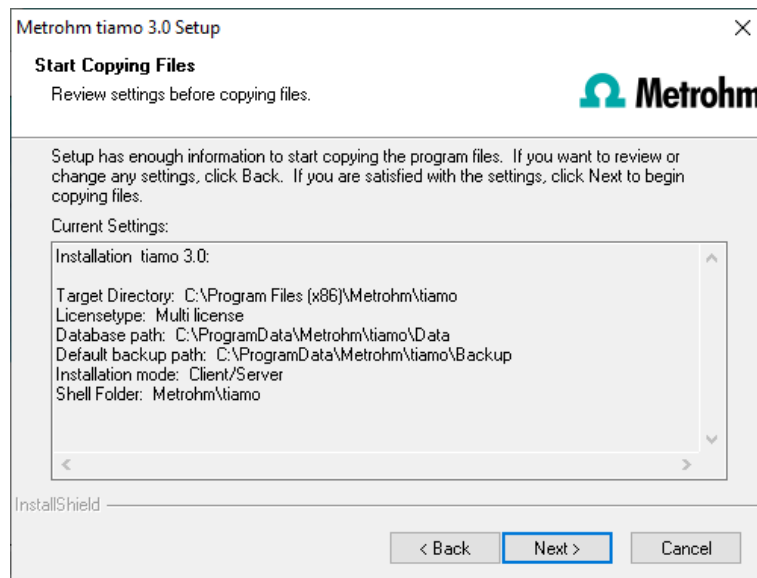 Metrohm tiamo 3.0 Setup
Start Copying Files
Review settings before copying files.
Metrohm
Setup has enough information to start copying the program files. If you want to review or
change any settings, click Back. If you are satisfied with the settings, click Next to begin
copying files.
Current Settings:
Installation tiamo 3.0:
Target Directory: C:\Program Files (x86)\Metrohm\tiamo
Licensetype: Multi license
Database path: C:\ProgramData\Metrohm\tiamo\Data
Default backup path: C:\ProgramData\Metrohm\tiamo\Backup
Installation mode: Client/Server
Shell Folder: Metrohm\tiamo
InstallShield
< Back
Next >
Cancel